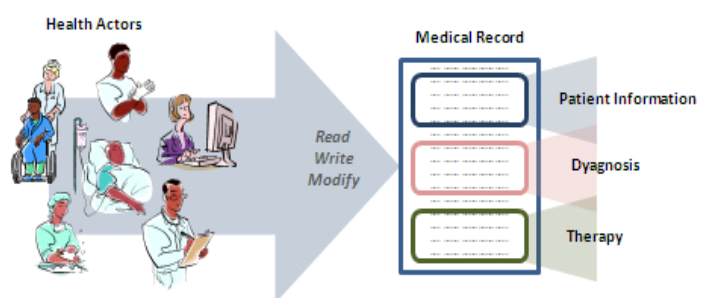 Health Actors
Medical Record
Patient Information
Read
Write
Modify
Dyagnosis
Therapy